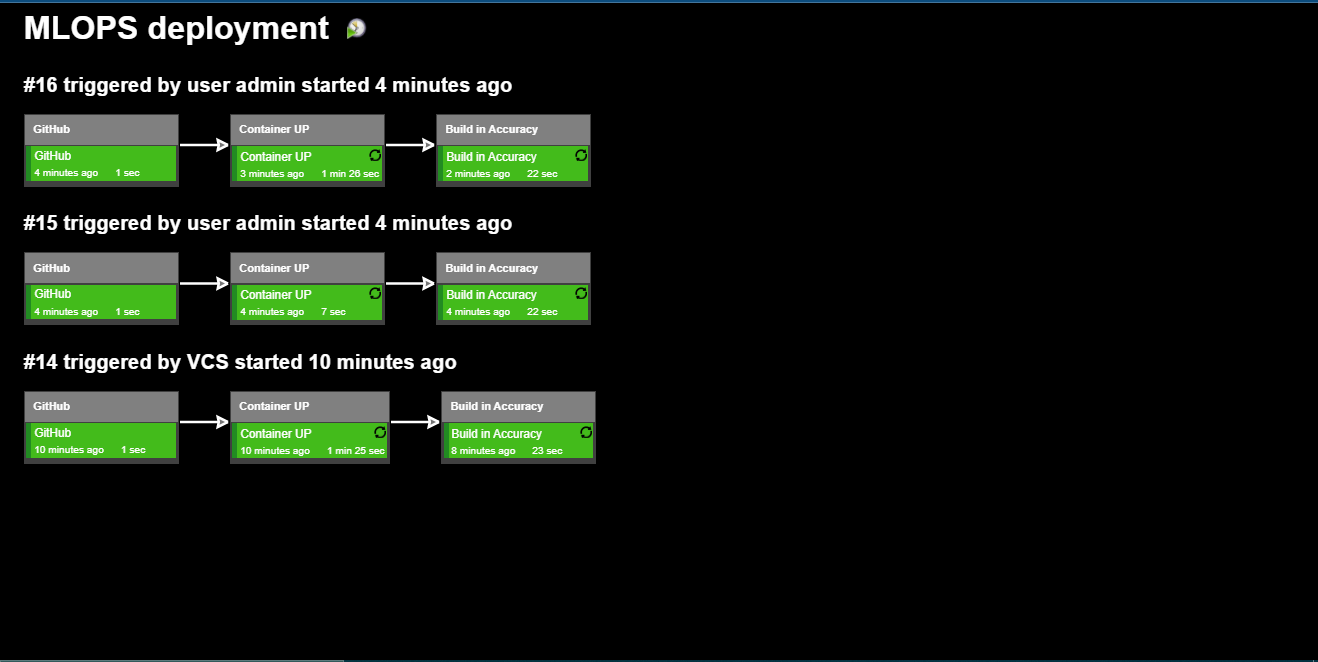 MLOPS deployment
#16 triggered by user admin started 4 minutes ago
GitHub Container UP Build in Accuracy
GitHub Container UP Build in Accuracy
4 minutes ago 1 sec 3 minutes ago 1 min 26 sec 2 minutes ago 22 sec
#15 triggered by user admin started 4 minutes ago
GitHub Container UP Build in Accuracy
GitHub Container UP Build in Accuracy
4 minutes ago 1 sec 4 minutes ago 7 sec 4 minutes ago 22 sec
#14 triggered by VCS started 10 minutes ago
GitHub Container UP Build in Accuracy
GitHub Container UP Build in Accuracy
10 minutes ago 1 sec 10 minutes ago 1 min 25 sec 8 minutes ago 23 sec